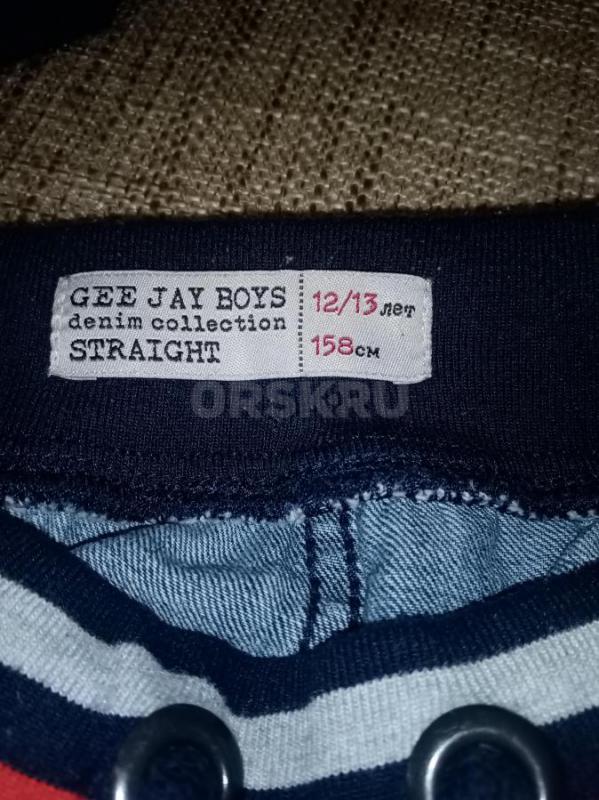 GEE JAY BOYS
denim collection
STRAIGHT
12/13 лет
158 см
ORSK.RU